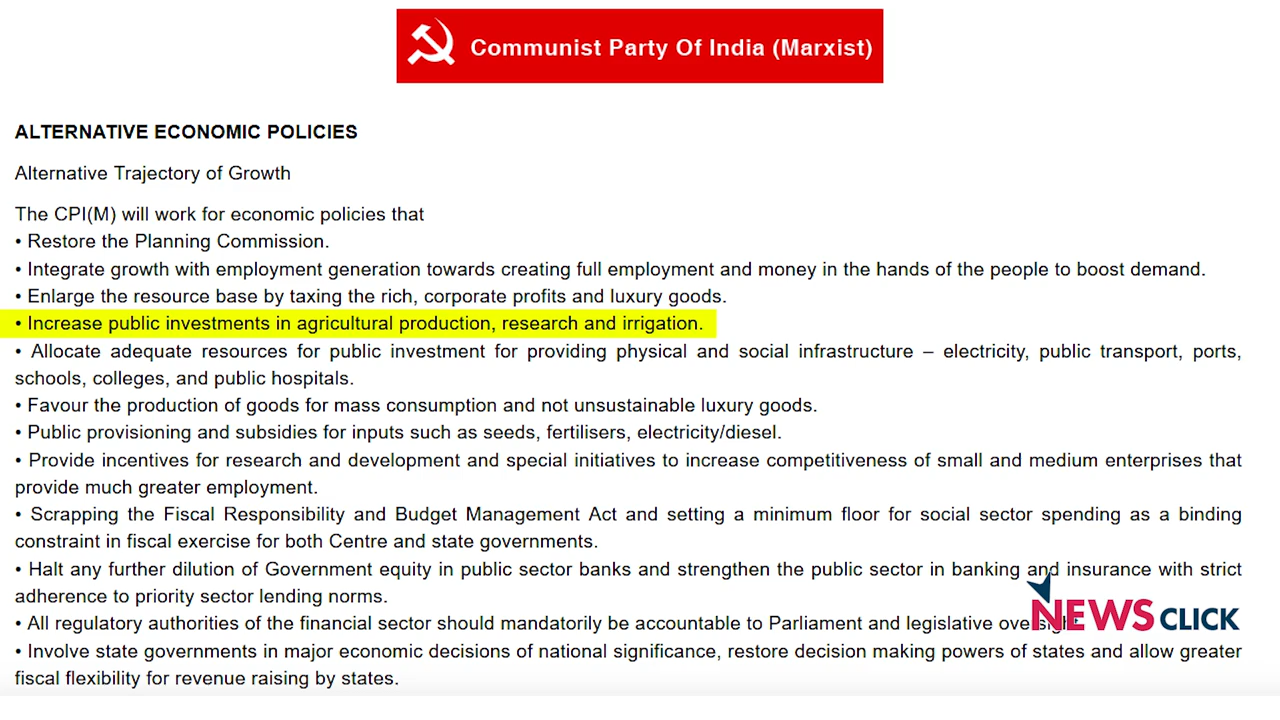 Communist Party Of India (Marxist)
ALTERNATIVE ECONOMIC POLICIES
Alternative Trajectory of Growth
The CPI(M) will work for economic policies that
• Restore the Planning Commission.
• Integrate growth with employment generation towards creating full employment and money in the hands of the people to boost demand.
• Enlarge the resource base by taxing the rich, corporate profits and luxury goods.
• Increase public investments in agricultural production, research and irrigation.
• Allocate adequate resources for public investment for providing physical and social infrastructure – electricity, public transport, ports,
schools, colleges, and public hospitals.
• Favour the production of goods for mass consumption and not unsustainable luxury goods.
• Public provisioning and subsidies for inputs such as seeds, fertilisers, electricity/diesel.
• Provide incentives for research and development and special initiatives to increase competitiveness of small and medium enterprises that
provide much greater employment.
• Scrapping the Fiscal Responsibility and Budget Management Act and setting a minimum floor for social sector spending as a binding
constraint in fiscal exercise for both Centre and state governments.
• Halt any further dilution of Government equity in public sector banks and strengthen the public sector in banking and insurance with strict
adherence to priority sector lending norms.
• All regulatory authorities of the financial sector should mandatorily be accountable to Parliament and legislative oversight.
NEWSCLICK
• Involve state governments in major economic decisions of national significance, restore decision making powers of states and allow greater
fiscal flexibility for revenue raising by states.